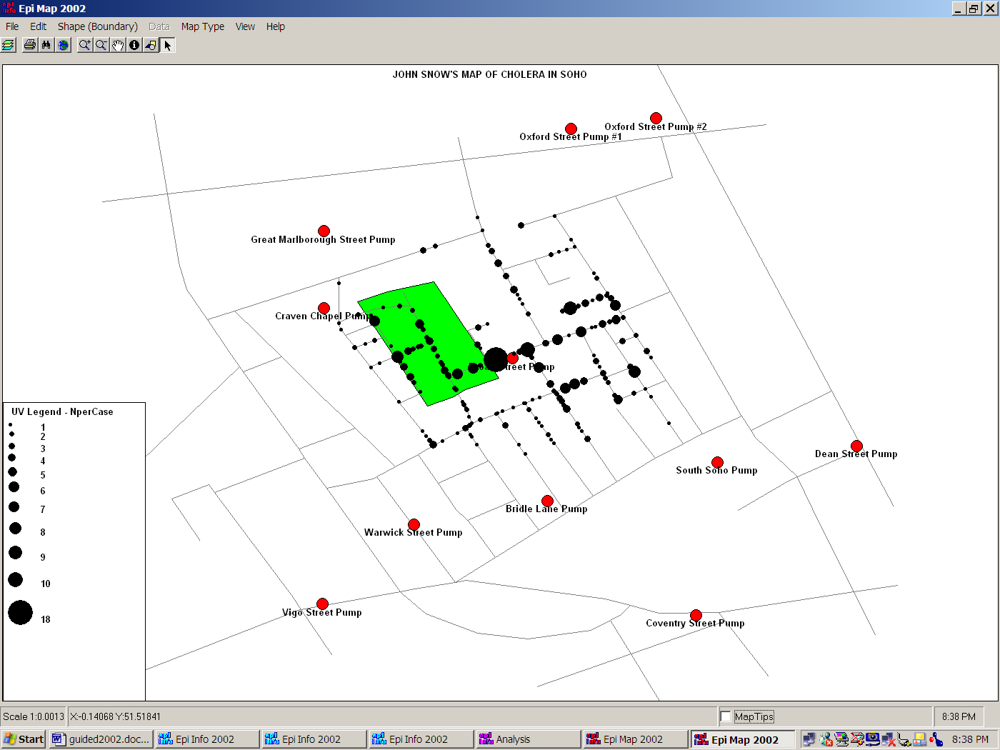 Epi Map 2002
File Edit Shape (Boundary) Data Map Type View Help
JOHN SNOW'S MAP OF CHOLERA IN SOHO
Oxford Street Pump #2
Oxford Street Pump #1
Great Marlborough Street Pump
Craven Chapel Pump
Street Pump
Dean Street Pump
South Soho Pump
Bridle Lane Pump
Warwick Street Pump
Vigo Street Pump
Coventry Street Pump
UV Legend - NperCase
1
2
3
4
5
6
7
8
9
10
18
Scale 1:0.0013 X:-0.14068 Y:51.51841 MapTips 8:38 PM
Start guided2002.doc... Epi Info 2002 Epi Info 2002 Epi Info 2002 Analysis Epi Map 2002 Epi Map 2002 8:38 PM